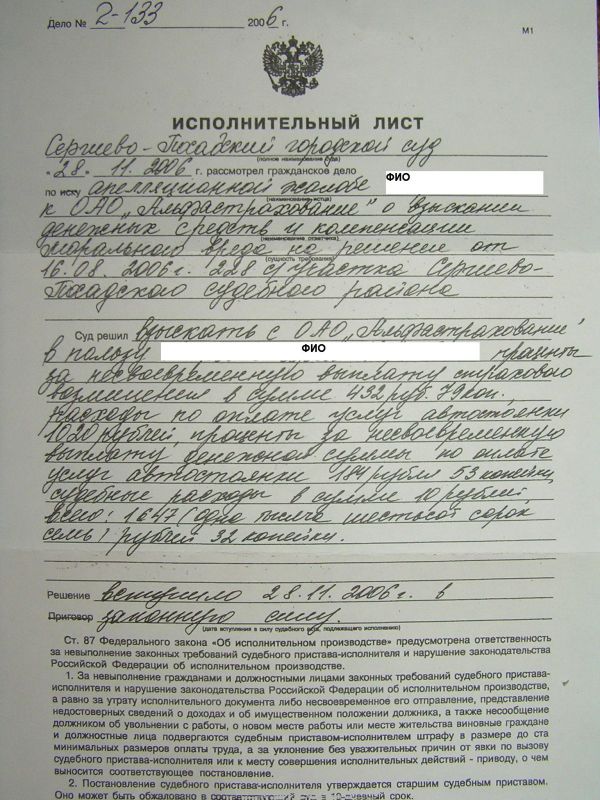 Дело № 2-133 2006 г.
М1
ИСПОЛНИТЕЛЬНЫЙ ЛИСТ
Сергиево-Посадский городской суд
(полное наименование суда)
"28" 11. 2006 г. рассмотрел гражданское дело
по иску апелляционной жалобе ФИО
(наименование истца)
к ОАО „Альфастрахование" о взыскании
денежных средств и компенсации
(наименование ответчика)
морального вреда на решение от
(сущность требования)
16.08.2006г. 228 с/участка Сергиево-
Посадского судебного района
Суд решил взыскать с ОАО „Альфастрахование"
в пользу ФИО проценты
за несвоевременную выплату страхового
возмещения в сумме 432 руб. 79 коп.
расходы по оплате услуг автостоянки
1020 рублей, проценты за несвоевременную
выплату денежной суммы по оплате
услуг автостоянки 184 рубля 53 копейки,
судебные расходы в сумме 10 рублей,
всего: 1647 (одна тысяча шестьсот сорок
семь) рублей 32 копейки.
Решение вступило 28.11.2006г. в
Приговор законную силу
(дата вступления в силу судебного акта, подлежащего исполнению)
Ст. 87 Федерального закона «Об исполнительном производстве» предусмотрена ответственность
за невыполнение законных требований судебного пристава-исполнителя и нарушение законодательства
Российской Федерации об исполнительном производстве.
1. За невыполнение гражданами и должностными лицами законных требований судебного пристава-
исполнителя и нарушение законодательства Российской Федерации об исполнительном производстве,
а равно за утрату исполнительного документа либо несвоевременное его отправление, представление
недостоверных сведений о доходах и об имущественном положении должника, а также несообщение
должником об увольнении с работы, о новом месте работы или месте жительства виновные граждане
и должностные лица подвергаются судебным приставом-исполнителем штрафу в размере до ста
минимальных размеров оплаты труда, а за уклонение без уважительных причин от явки по вызову
судебного пристава-исполнителя или к месту совершения исполнительных действий - приводу, о чем
выносится соответствующее постановление.
2. Постановление судебного пристава-исполнителя утверждается старшим судебным приставом.
Оно может быть обжаловано в соответствующий суд в 10-дневный срок.